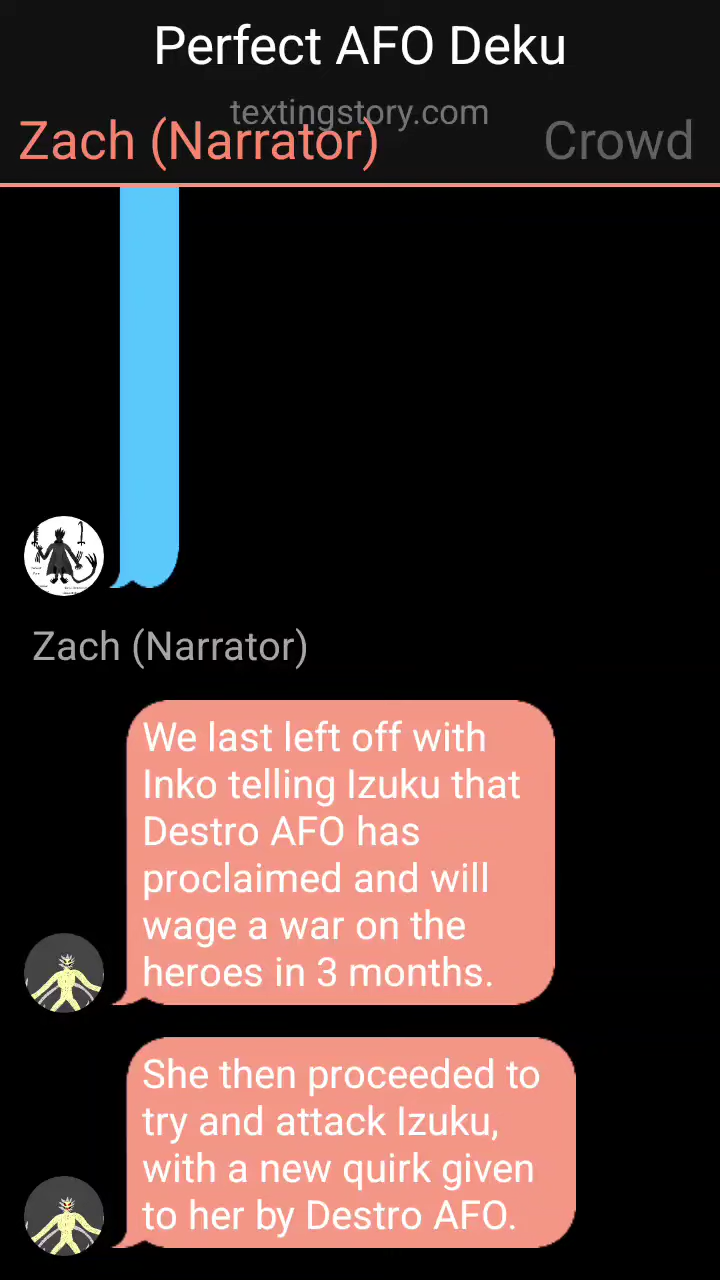 Perfect AFO Deku
textingstory.com
Zach (Narrator)
Crowd
Zach (Narrator)
We last left off with
Inko telling Izuku that
Destro AFO has
proclaimed and will
wage a war on the
heroes in 3 months.
She then proceeded to
try and attack Izuku,
with a new quirk given
to her by Destro AFO.